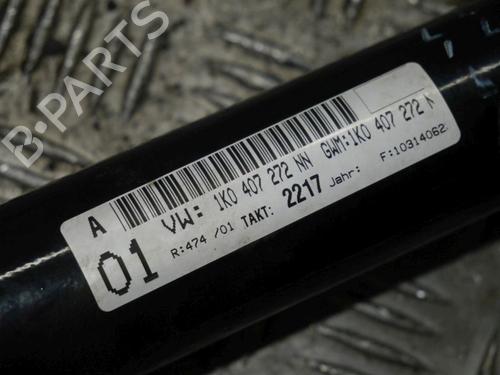 B-PARTS
A
01
VW: 1K0 407 272 NN GWM:1K0 407 272 K
R:474 /01 TAKT: 2217 Jahr: F:10314062